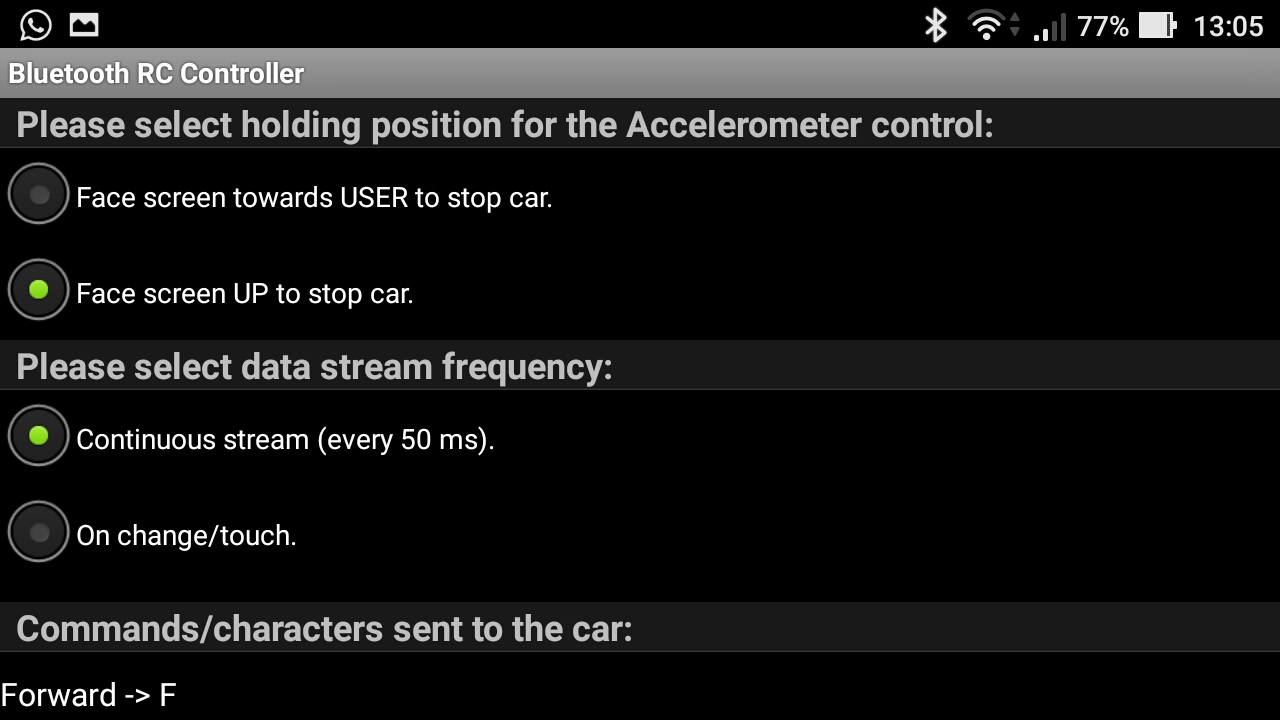 77% 13:05
Bluetooth RC Controller
Please select holding position for the Accelerometer control:
Face screen towards USER to stop car.
Face screen UP to stop car.
Please select data stream frequency:
Continuous stream (every 50 ms).
On change/touch.
Commands/characters sent to the car:
Forward -> F